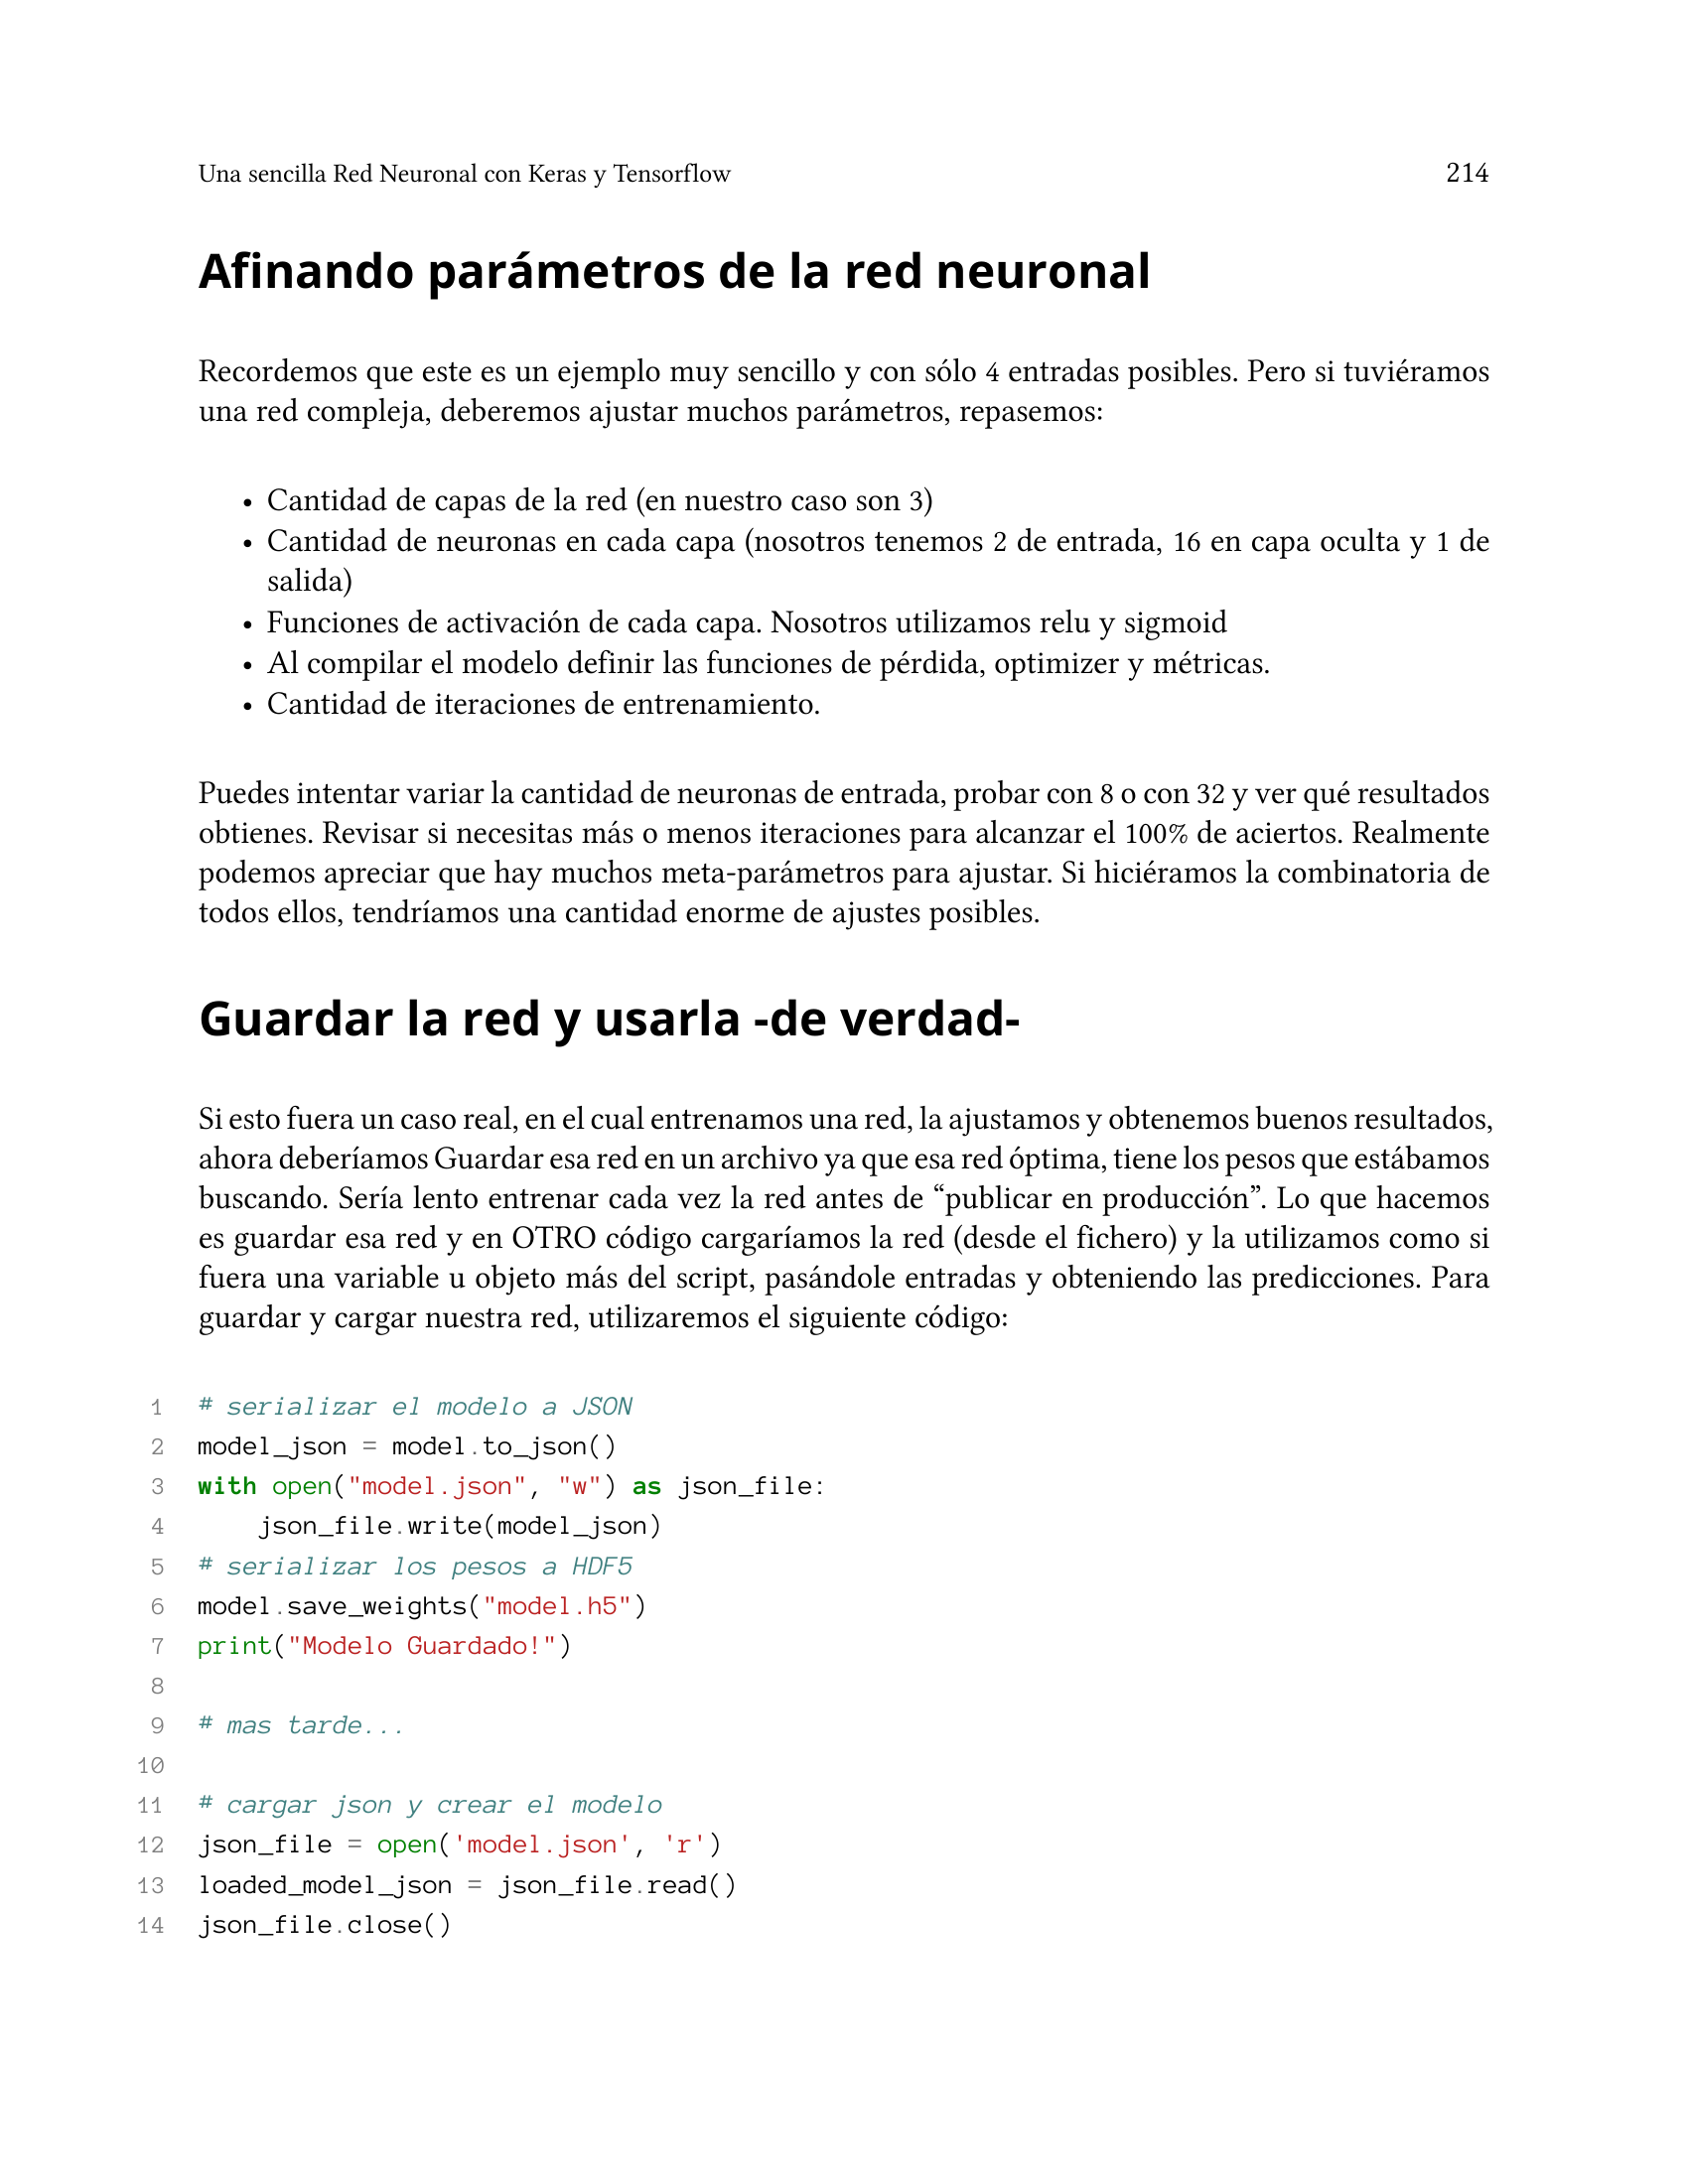 Una sencilla Red Neuronal con Keras y Tensorflow 214
Afinando parámetros de la red neuronal
Recordemos que este es un ejemplo muy sencillo y con sólo 4 entradas posibles. Pero si tuviéramos
una red compleja, deberemos ajustar muchos parámetros, repasemos:
• Cantidad de capas de la red (en nuestro caso son 3)
• Cantidad de neuronas en cada capa (nosotros tenemos 2 de entrada, 16 en capa oculta y 1 de
salida)
• Funciones de activación de cada capa. Nosotros utilizamos relu y sigmoid
• Al compilar el modelo definir las funciones de pérdida, optimizer y métricas.
• Cantidad de iteraciones de entrenamiento.
Puedes intentar variar la cantidad de neuronas de entrada, probar con 8 o con 32 y ver qué resultados
obtienes. Revisar si necesitas más o menos iteraciones para alcanzar el 100% de aciertos. Realmente
podemos apreciar que hay muchos meta-parámetros para ajustar. Si hiciéramos la combinatoria de
todos ellos, tendríamos una cantidad enorme de ajustes posibles.
Guardar la red y usarla -de verdad-
Si esto fuera un caso real, en el cual entrenamos una red, la ajustamos y obtenemos buenos resultados,
ahora deberíamos Guardar esa red en un archivo ya que esa red óptima, tiene los pesos que estábamos
buscando. Sería lento entrenar cada vez la red antes de “publicar en producción”. Lo que hacemos
es guardar esa red y en OTRO código cargaríamos la red (desde el fichero) y la utilizamos como si
fuera una variable u objeto más del script, pasándole entradas y obteniendo las predicciones. Para
guardar y cargar nuestra red, utilizaremos el siguiente código:
1 # serializar el modelo a JSON
2 model_json = model.to_json()
3 with open("model.json", "w") as json_file:
4     json_file.write(model_json)
5 # serializar los pesos a HDF5
6 model.save_weights("model.h5")
7 print("Modelo Guardado!")
8
9 # mas tarde...
10
11 # cargar json y crear el modelo
12 json_file = open('model.json', 'r')
13 loaded_model_json = json_file.read()
14 json_file.close()